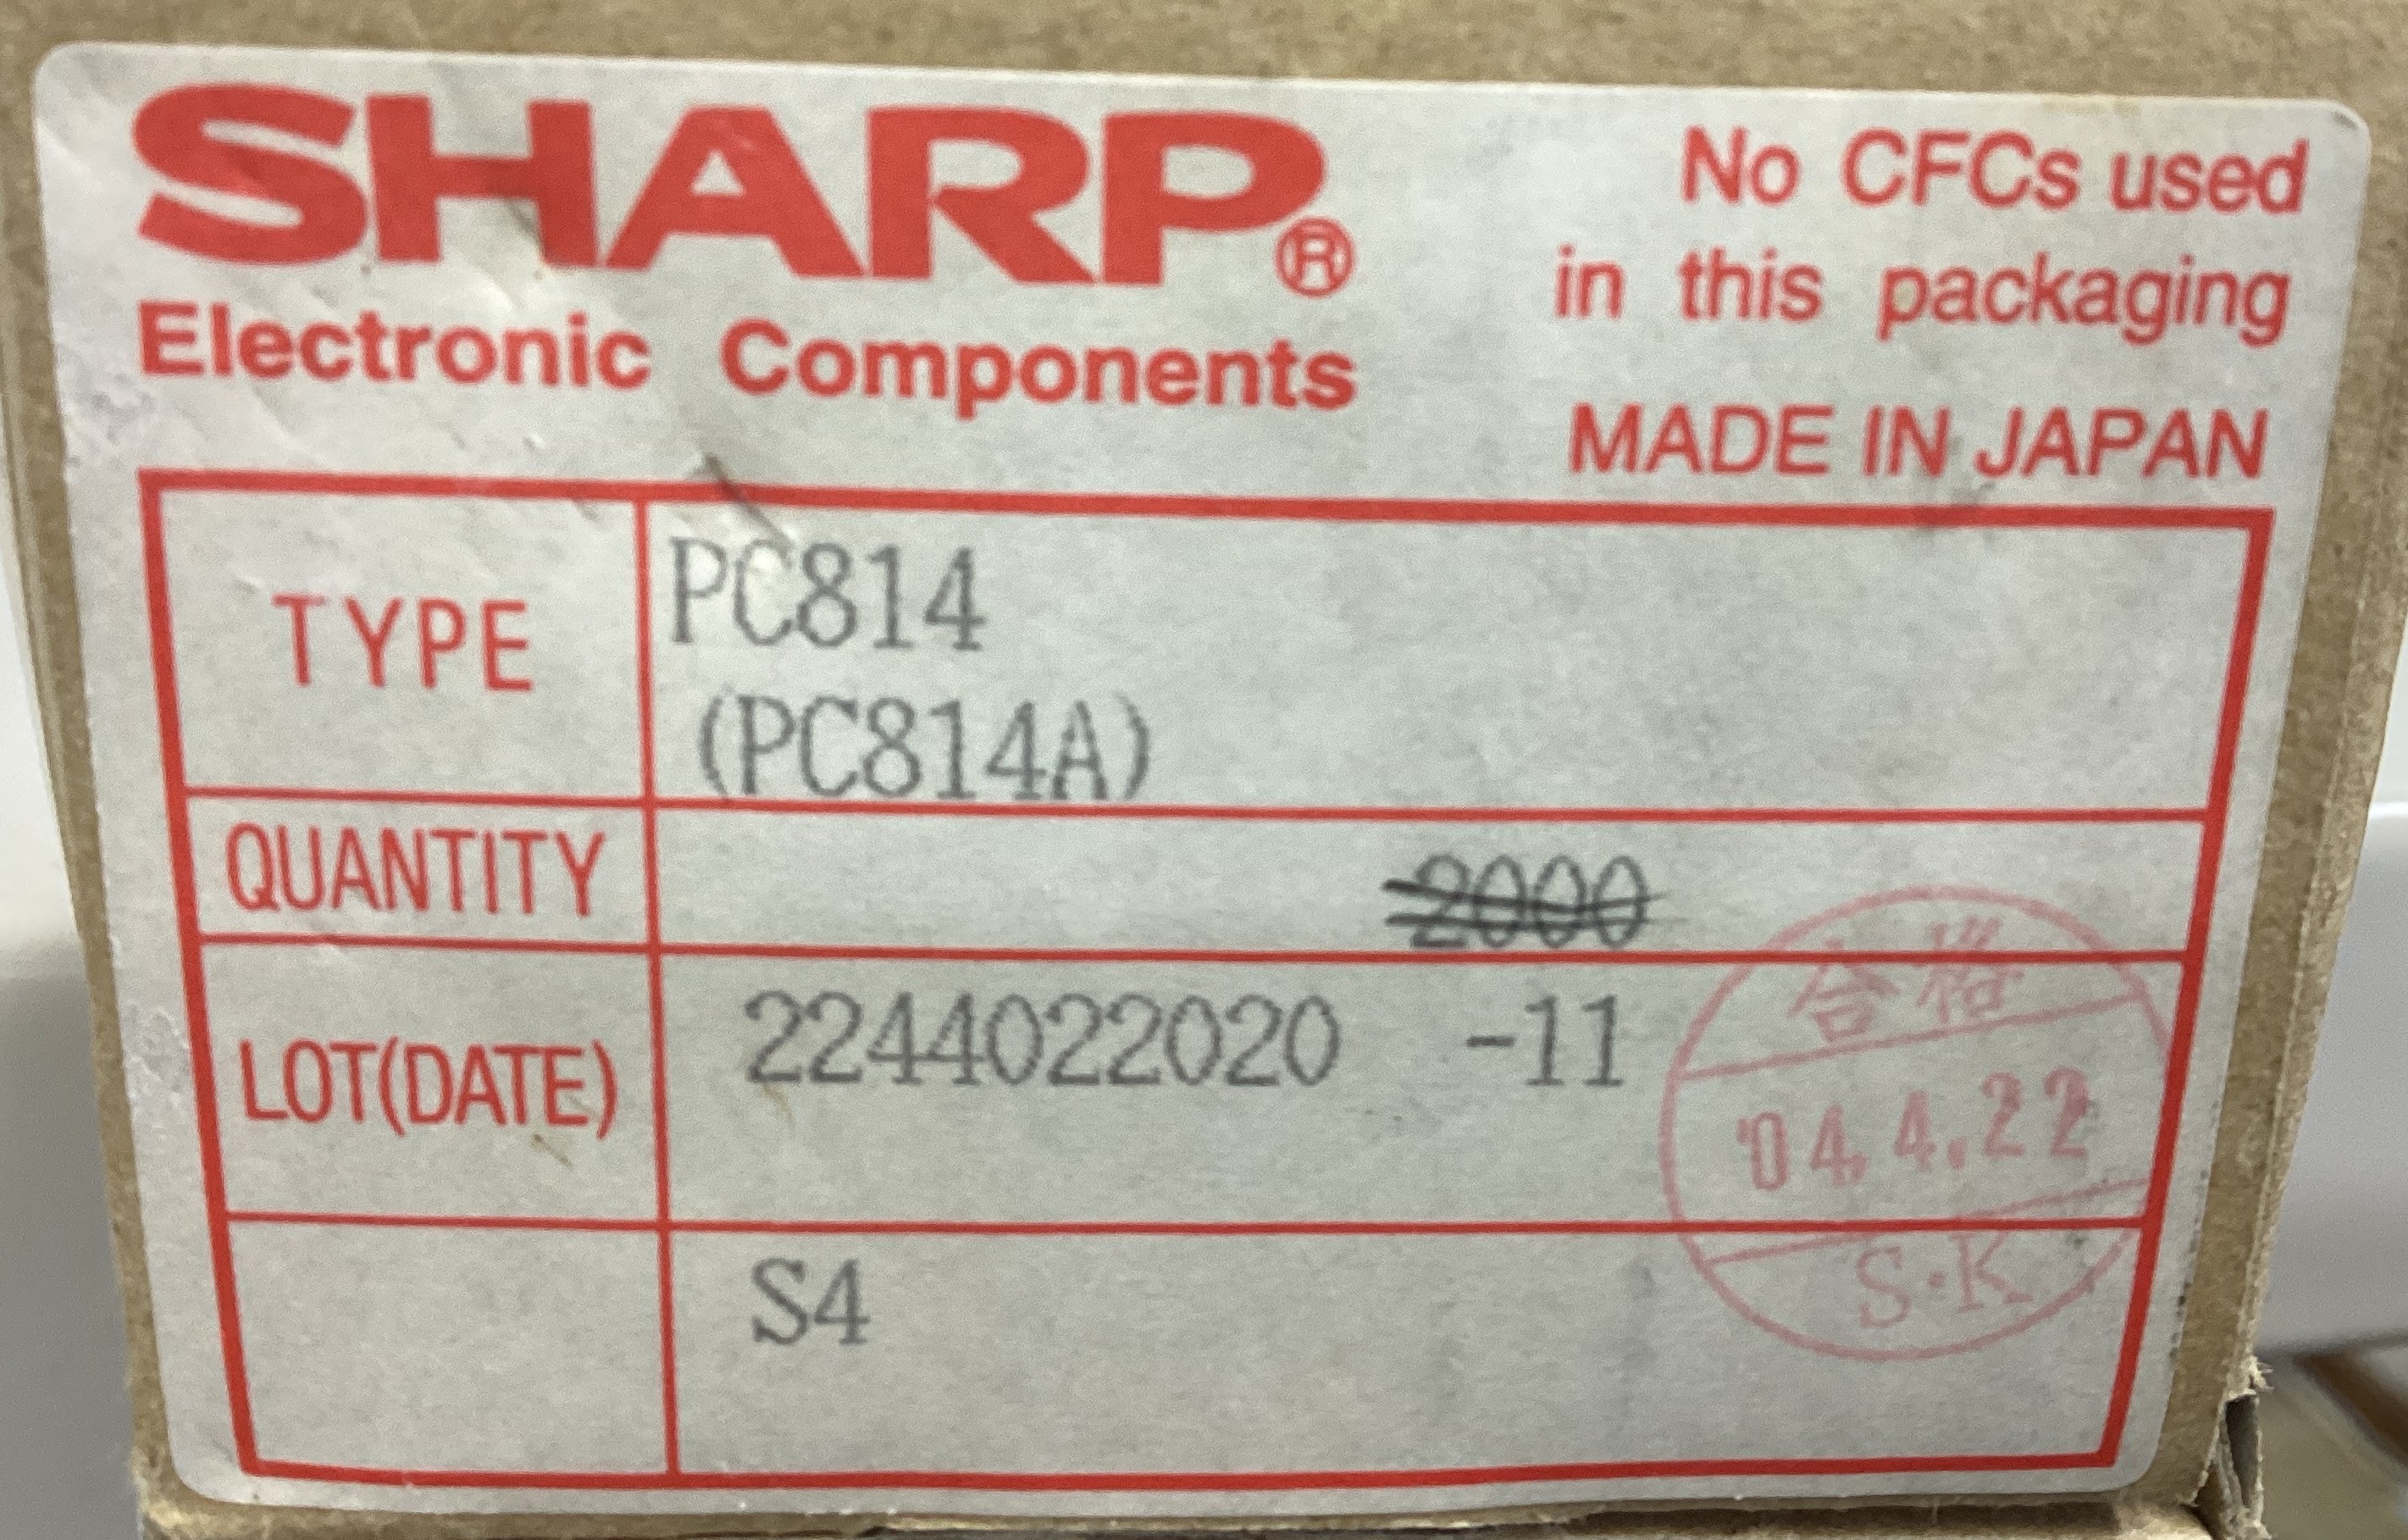 SHARP®
Electronic Components
No CFCs used
in this packaging
MADE IN JAPAN
TYPE
PC814
(PC814A)
QUANTITY
2000
LOT(DATE)
2244022020 -11
合格
'04.4.22
S·K
S4